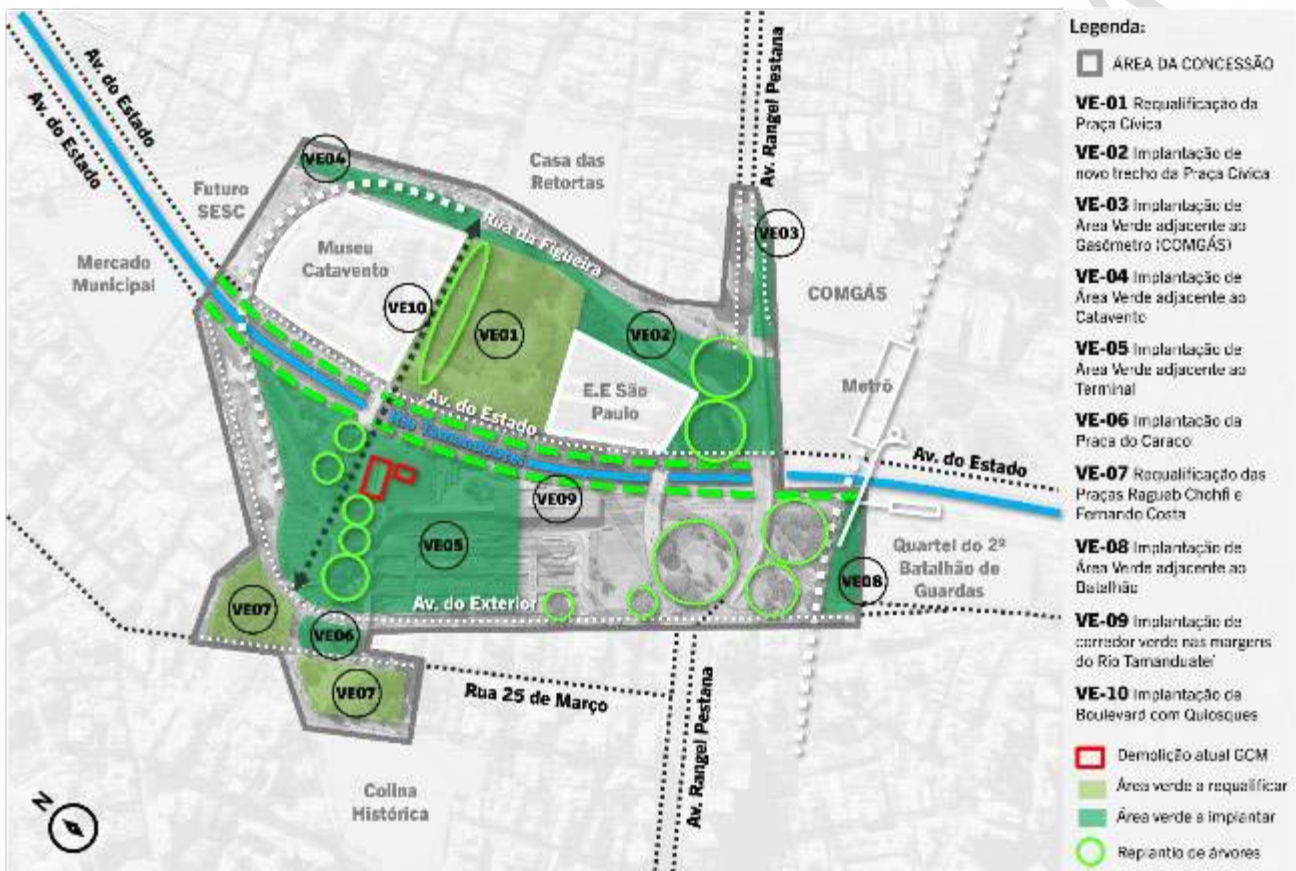 Av. do Estado
Av. do Estado
Futuro
SESC
Mercado
Municipal
VE04
Museu
Catavento
VE10
Casa das
Retortas
Rua da Figueira
VE01
VE02
E.E São
Paulo
Av. Rangel Pestana
VE03
COMGÁS
Metrô
Av. do Estado
Rio Tamanduateí
Av. do Estado
VE09
VE05
Quartel do 2º
Batalhão de
Guardas
VE08
Av. do Exterior
VE07
VE06
VE07
Rua 25 de Março
Av. Rangel Pestana
Colina
Histórica
N
Legenda:
ÁREA DA CONCESSÃO
VE-01 Requalificação da
Praça Cívica
VE-02 Implantação de
novo trecho da Praça Cívica
VE-03 Implantação de
Área Verde adjacente ao
Gasômetro (COMGÁS)
VE-04 Implantação de
Área Verde adjacente ao
Catavento
VE-05 Implantação de
Área Verde adjacente ao
Terminal
VE-06 Implantação da
Praça do Caraco
VE-07 Requalificação das
Praças Ragueb Chohfi e
Fernando Costa
VE-08 Implantação de
Área Verde adjacente ao
Batalhão
VE-09 Implantação de
corredor verde nas margens
do Rio Tamanduateí
VE-10 Implantação de
Boulevard com Quiosques
Demolição atual GCM
Área verde a requalificar
Área verde a implantar
Replantio de árvores